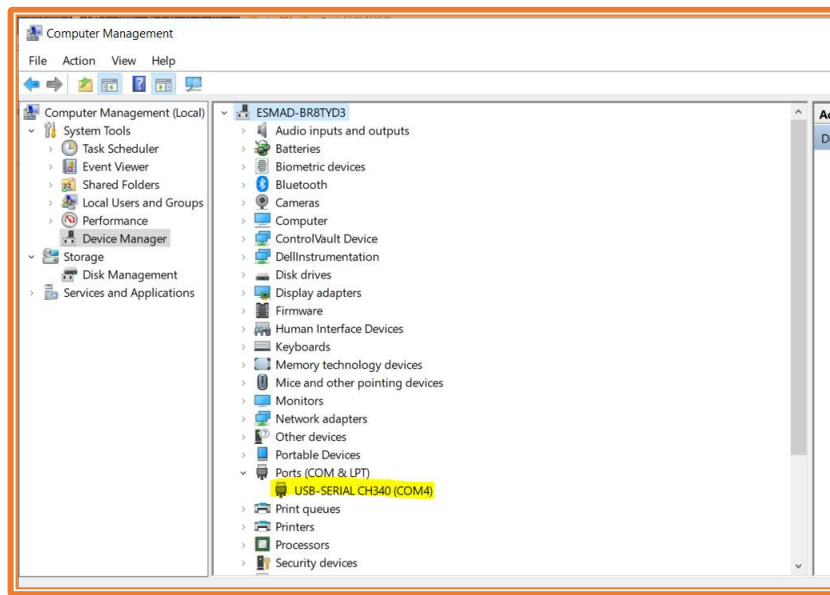 Computer Management
File Action View Help
Computer Management (Local)
System Tools
Task Scheduler
Event Viewer
Shared Folders
Local Users and Groups
Performance
Device Manager
Storage
Disk Management
Services and Applications
ESMAD-BR8TYD3
Audio inputs and outputs
Batteries
Biometric devices
Bluetooth
Cameras
Computer
ControlVault Device
DellInstrumentation
Disk drives
Display adapters
Firmware
Human Interface Devices
Keyboards
Memory technology devices
Mice and other pointing devices
Monitors
Network adapters
Other devices
Portable Devices
Ports (COM & LPT)
USB-SERIAL CH340 (COM4)
Print queues
Printers
Processors
Security devices